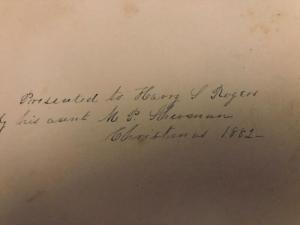 Presented to Harry S Rogers
by his aunt M. P. Sherman
Christmas 1882